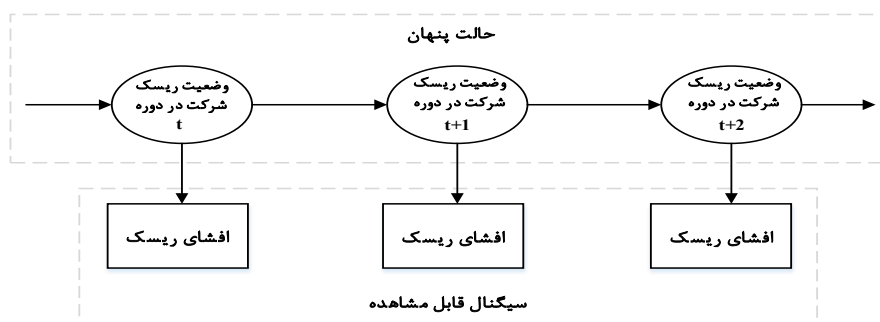 حالت پنهان
وضعیت ریسک
شرکت در دوره
t
وضعیت ریسک
شرکت در دوره
t+1
وضعیت ریسک
شرکت در دوره
t+2
افشای ریسک
افشای ریسک
افشای ریسک
سیگنال قابل مشاهده